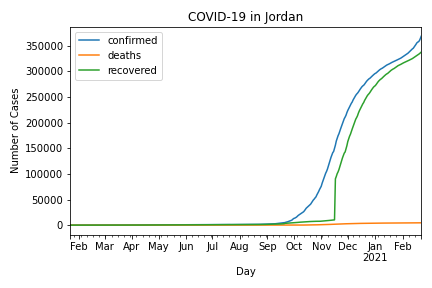 COVID-19 in Jordan
confirmed
deaths
recovered
Number of Cases
350000
300000
250000
200000
150000
100000
50000
0
Feb Mar Apr May Jun Jul Aug Sep Oct Nov Dec Jan Feb
2021
Day